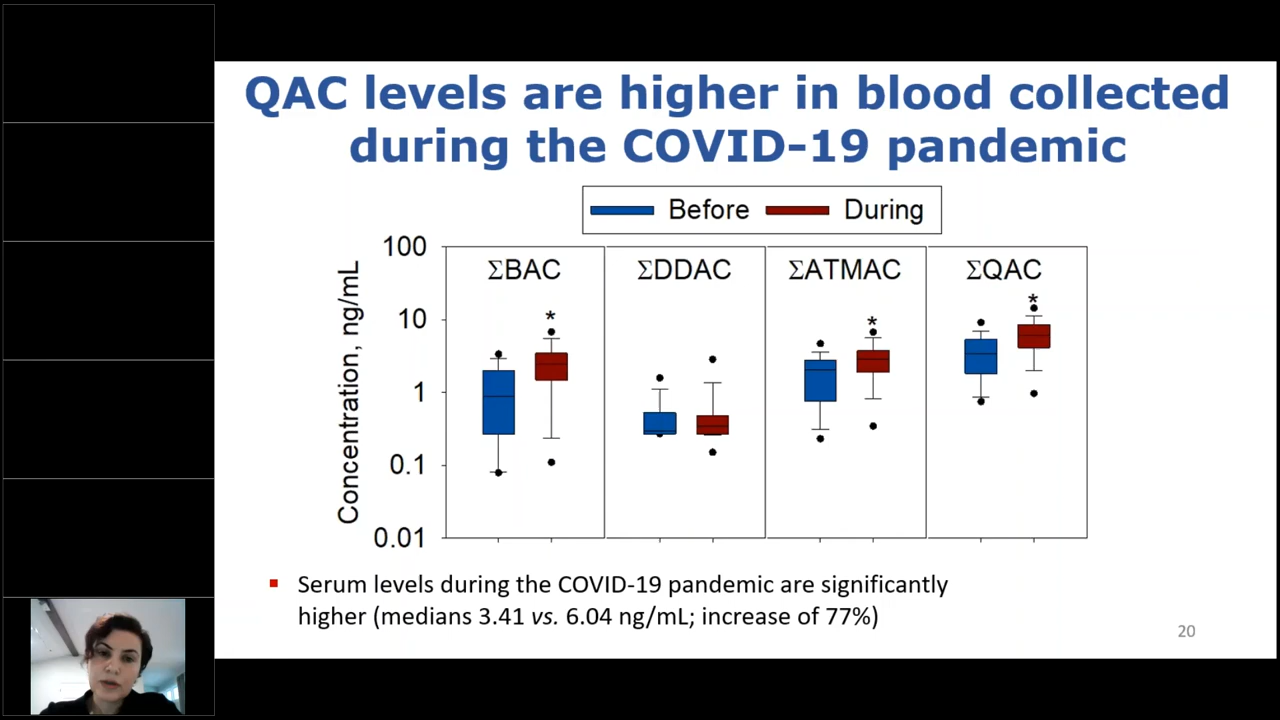 QAC levels are higher in blood collected
during the COVID-19 pandemic
Before During
100
10
1
0.1
0.01
Concentration, ng/mL
ΣBAC
ΣDDAC
ΣATMAC
ΣQAC
*
*
*
Serum levels during the COVID-19 pandemic are significantly
higher (medians 3.41 vs. 6.04 ng/mL; increase of 77%)
20